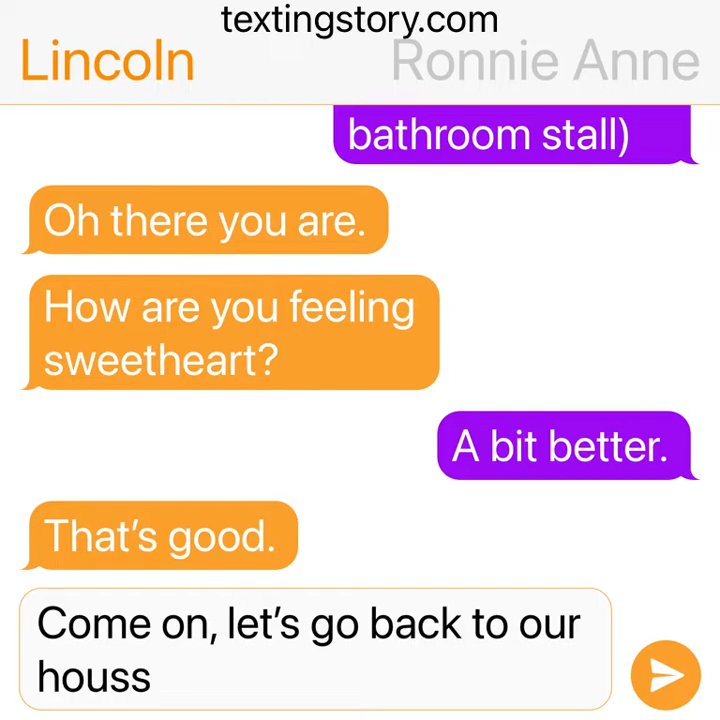 textingstory.com
Lincoln
Ronnie Anne
bathroom stall)
Oh there you are.
How are you feeling
sweetheart?
A bit better.
That's good.
Come on, let's go back to our
houss